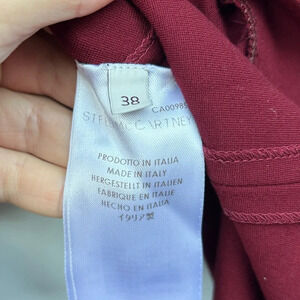 38
CA00985
STELLA McCARTNEY
PRODOTTO IN ITALIA
MADE IN ITALY
HERGESTELLT IN ITALIEN
FABRIQUE EN ITALIE
HECHO EN ITALIA
イタリア製